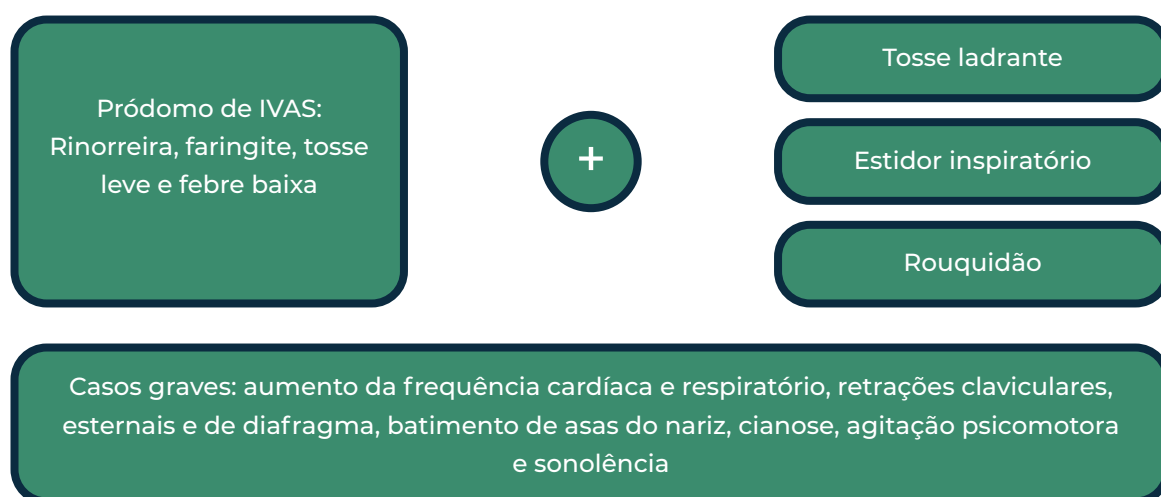 Pródomo de IVAS:
Rinorreira, faringite, tosse
leve e febre baixa
+
Tosse ladrante
Estidor inspiratório
Rouquidão
Casos graves: aumento da frequência cardíaca e respiratório, retrações claviculares,
esternais e de diafragma, batimento de asas do nariz, cianose, agitação psicomotora
e sonolência